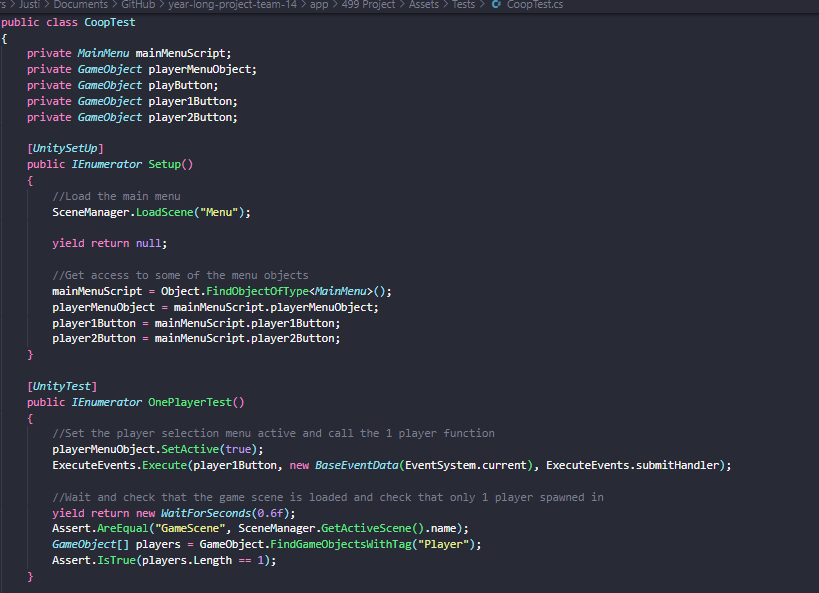 rs > Justi > Documents > GitHub > year-long-project-team-14 > app > 499 Project > Assets > Tests > CoopTest.cs
public class CoopTest
{
    private MainMenu mainMenuScript;
    private GameObject playerMenuObject;
    private GameObject playButton;
    private GameObject player1Button;
    private GameObject player2Button;

    [UnitySetUp]
    public IEnumerator Setup()
    {
        //Load the main menu
        SceneManager.LoadScene("Menu");

        yield return null;

        //Get access to some of the menu objects
        mainMenuScript = Object.FindObjectOfType<MainMenu>();
        playerMenuObject = mainMenuScript.playerMenuObject;
        player1Button = mainMenuScript.player1Button;
        player2Button = mainMenuScript.player2Button;
    }

    [UnityTest]
    public IEnumerator OnePlayerTest()
    {
        //Set the player selection menu active and call the 1 player function
        playerMenuObject.SetActive(true);
        ExecuteEvents.Execute(player1Button, new BaseEventData(EventSystem.current), ExecuteEvents.submitHandler);

        //Wait and check that the game scene is loaded and check that only 1 player spawned in
        yield return new WaitForSeconds(0.6f);
        Assert.AreEqual("GameScene", SceneManager.GetActiveScene().name);
        GameObject[] players = GameObject.FindGameObjectsWithTag("Player");
        Assert.IsTrue(players.Length == 1);
    }